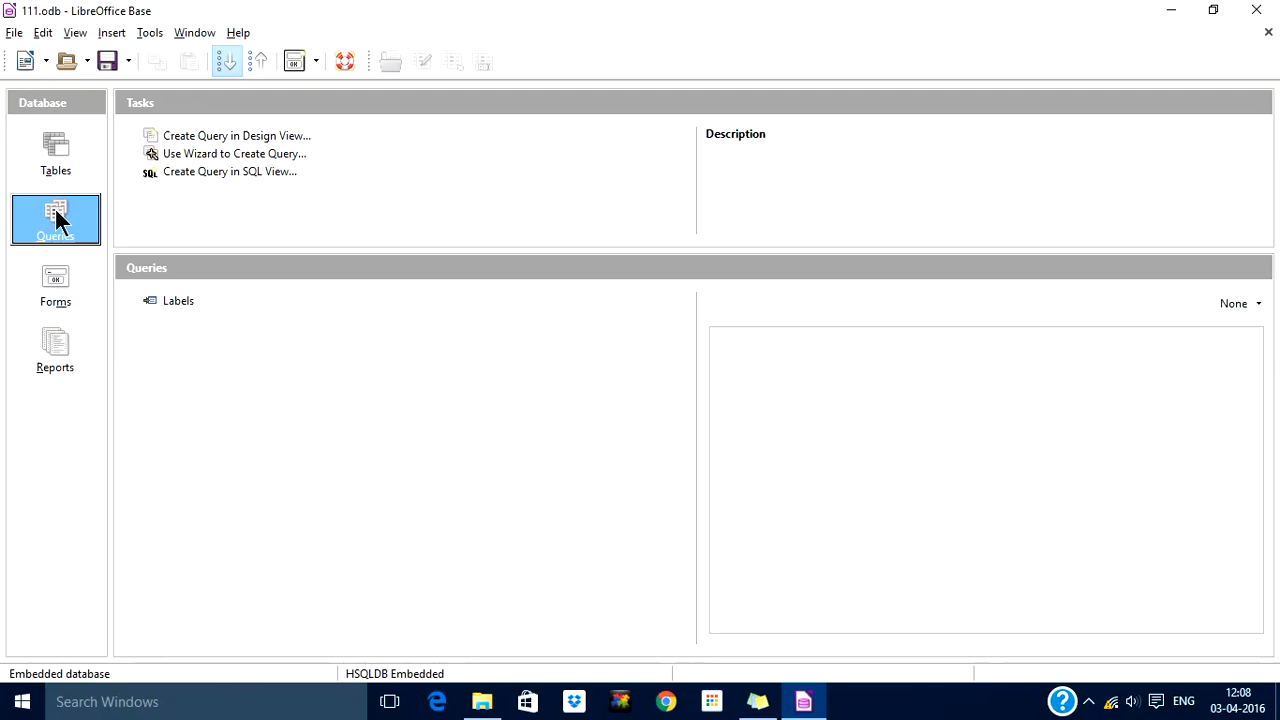 111.odb - LibreOffice Base
File Edit View Insert Tools Window Help
Database
Tables
Queries
Forms
Reports
Tasks
Create Query in Design View...
Use Wizard to Create Query...
SQL Create Query in SQL View...
Description
Queries
Labels
None
Embedded database HSQLDB Embedded
Search Windows
ENG
12:08
03-04-2016